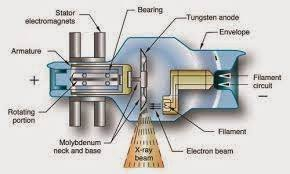 Stator
electromagnets
Bearing
Tungsten anode
Armature
Envelope
+
Filament
circuit
-
Rotating
portion
Molybdenum
neck and base
X-ray
beam
Filament
Electron beam